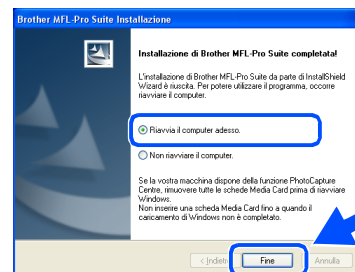 Brother MFL-Pro Suite Installazione
Installazione di Brother MFL-Pro Suite completata!
L'installazione di Brother MFL-Pro Suite da parte di InstallShield
Wizard è riuscita. Per potere utilizzare il programma, occorre
riavviare il computer.
Riavvia il computer adesso.
Non riavviare il computer.
Se la vostra macchina dispone della funzione PhotoCapture
Centre, rimuovere tutte le schede Media Card prima di riavviare
Windows.
Non inserire una scheda Media Card fino a quando il
caricamento di Windows non è completato.
< Indietro Fine Annulla